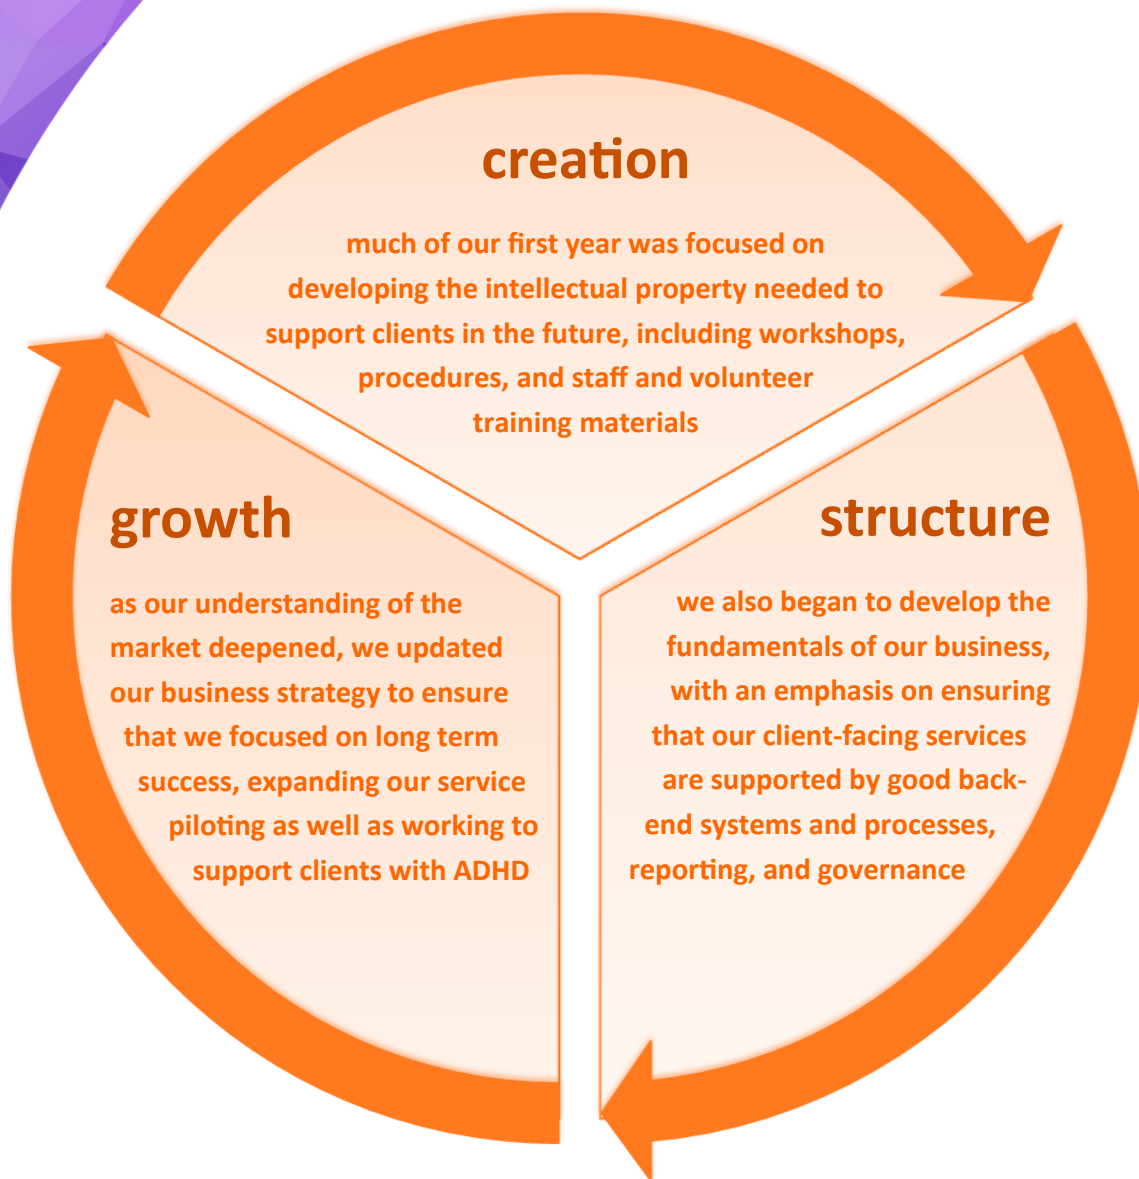 creation
much of our first year was focused on
developing the intellectual property needed to
support clients in the future, including workshops,
procedures, and staff and volunteer
training materials
structure
we also began to develop the
fundamentals of our business,
with an emphasis on ensuring
that our client-facing services
are supported by good back-
end systems and processes,
reporting, and governance
growth
as our understanding of the
market deepened, we updated
our business strategy to ensure
that we focused on long term
success, expanding our service
piloting as well as working to
support clients with ADHD